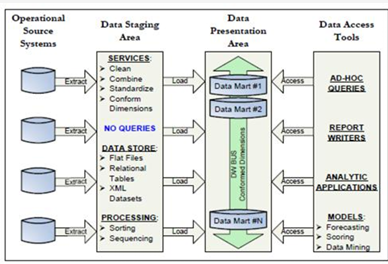 Operational
Source
Systems
Data Staging
Area
Data
Presentation
Area
Data Access
Tools
Extract
SERVICES:
Clean
Combine
Standardize
Conform
Dimensions
Load
Data Mart #1
Data Mart #2
Access
AD-HOC
QUERIES
Extract
NO QUERIES
Load
DW BUS
Conformed Dimensions
Access
REPORT
WRITERS
Extract
DATA STORE:
Flat Files
Relational
Tables
XML
Datasets
Load
Access
ANALYTIC
APPLICATIONS
Extract
PROCESSING:
Sorting
Sequencing
Load
Data Mart #N
Access
MODELS:
Forecasting
Scoring
Data Mining